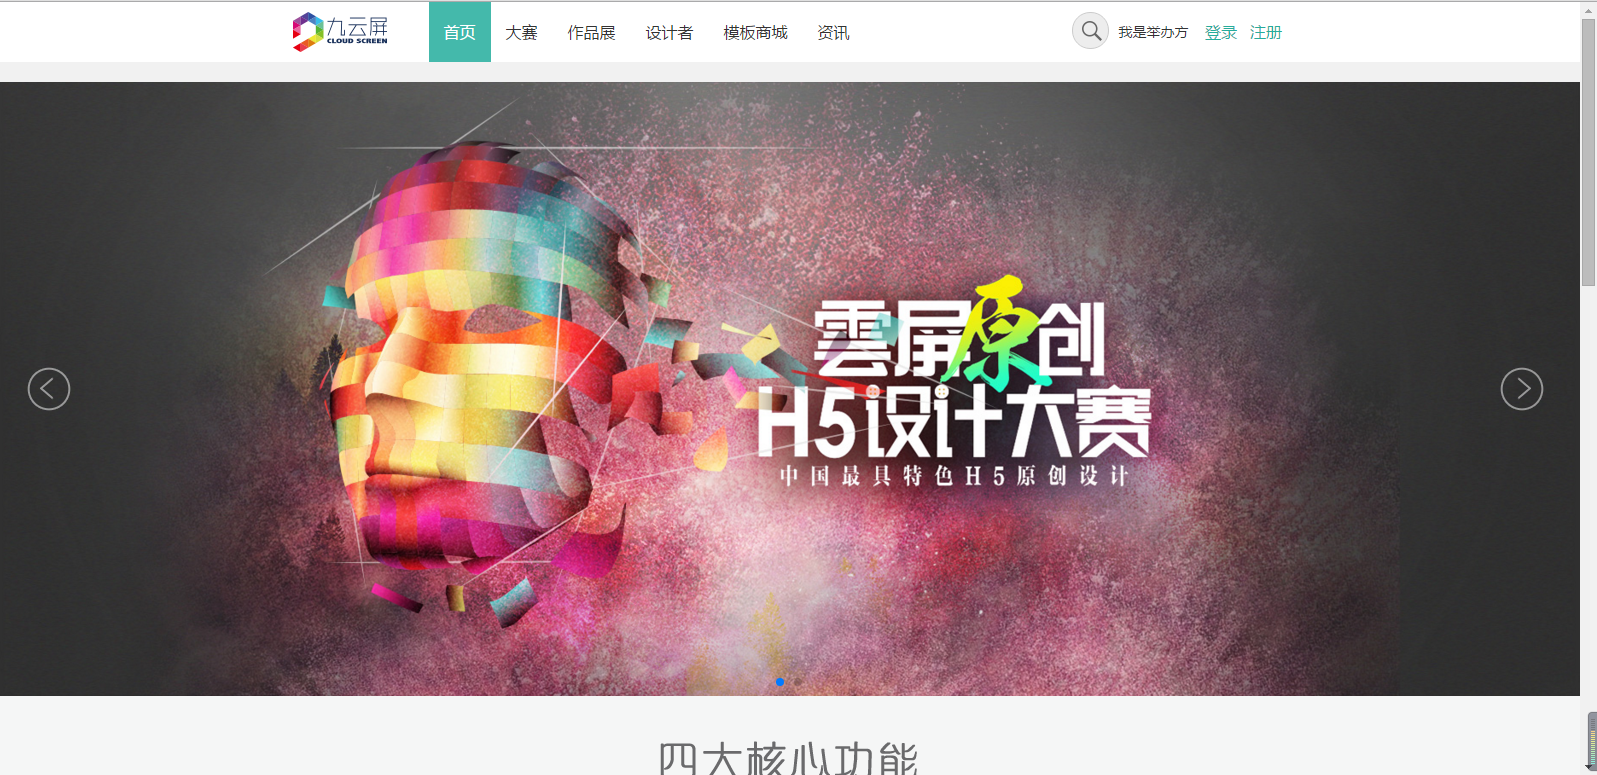 九云屏
CLOUD SCREEN
首页 大赛 作品展 设计者 模板商城 资讯 我是举办方 登录 注册
雲屏原创
H5设计大赛
中国最具特色H5原创设计
四大核心功能